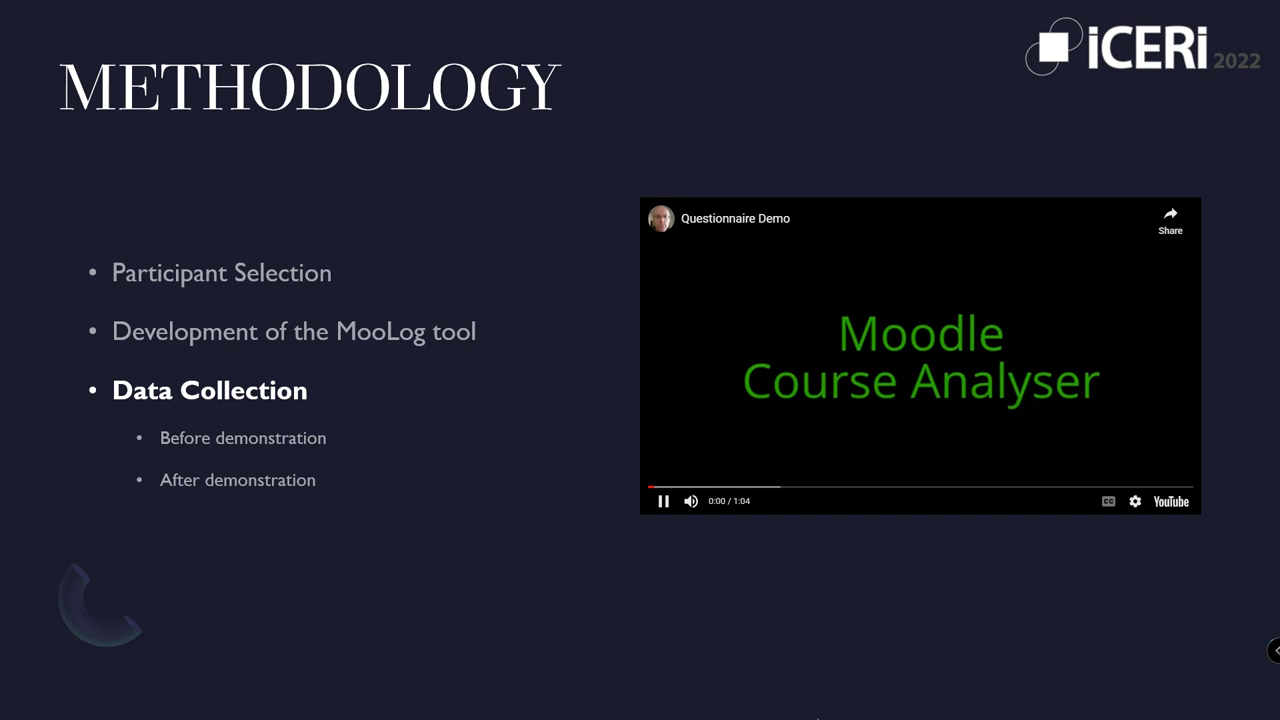 iCERi 2022
METHODOLOGY
• Participant Selection
• Development of the MooLog tool
• Data Collection
• Before demonstration
• After demonstration
Questionnaire Demo
Share
Moodle
Course Analyser
0:00 / 1:04
CC
YouTube